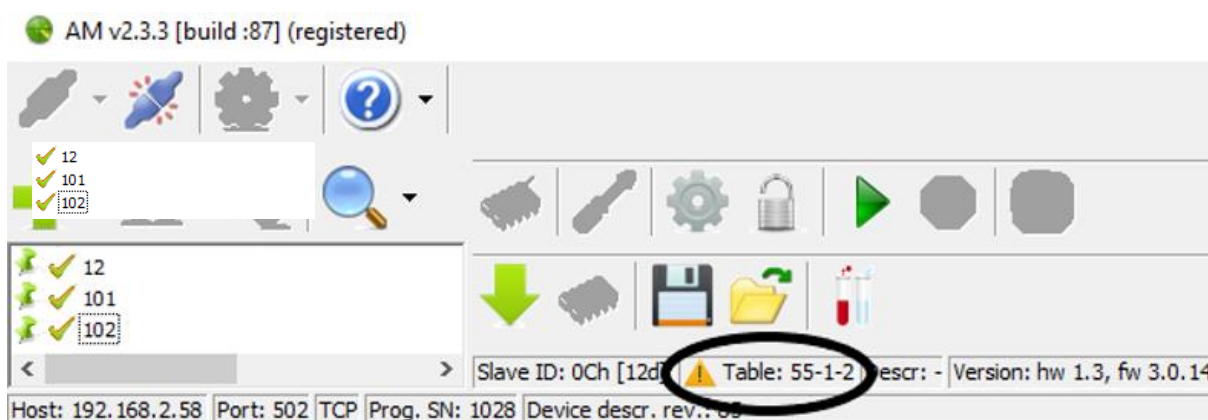 AM v2.3.3 [build :87] (registered)
12
101
102
12
101
102
Slave ID: 0Ch [12d] Table: 55-1-2 Descr: - Version: hw 1.3, fw 3.0.14
Host: 192.168.2.58 Port: 502 TCP Prog. SN: 1028 Device descr. rev.: